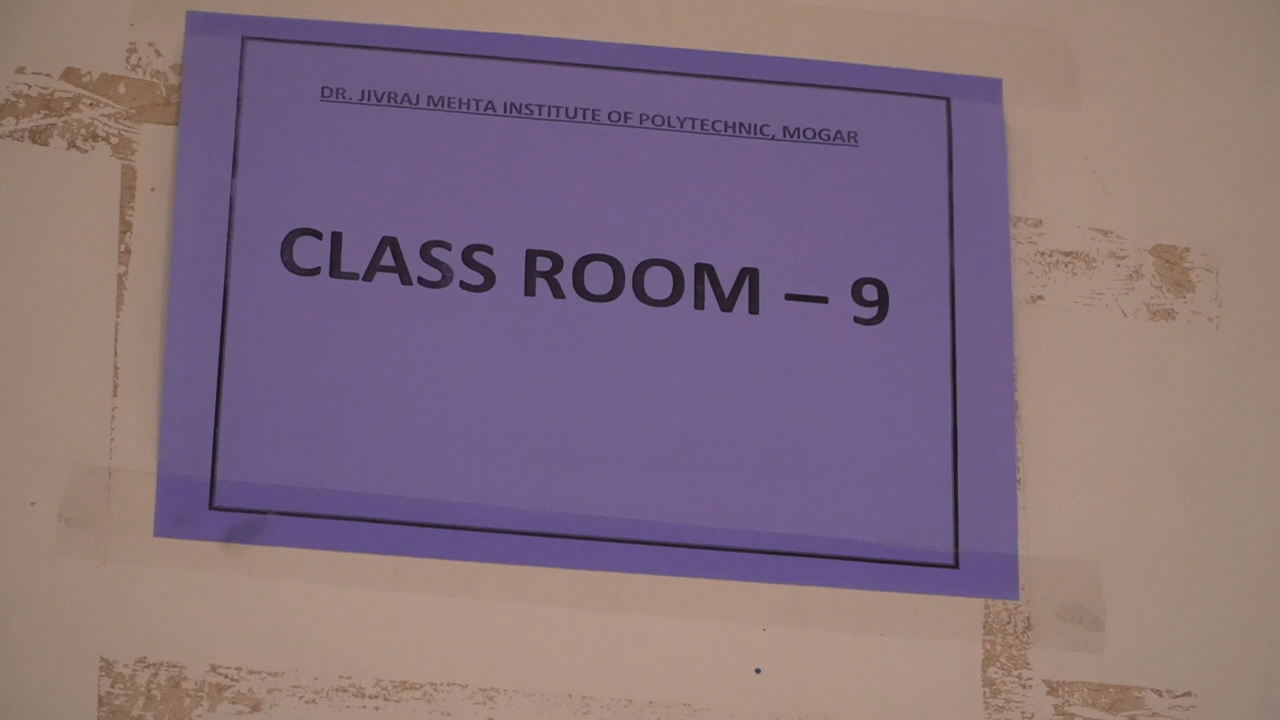 DR. JIVRAJ MEHTA INSTITUTE OF POLYTECHNIC, MOGAR
CLASS ROOM – 9